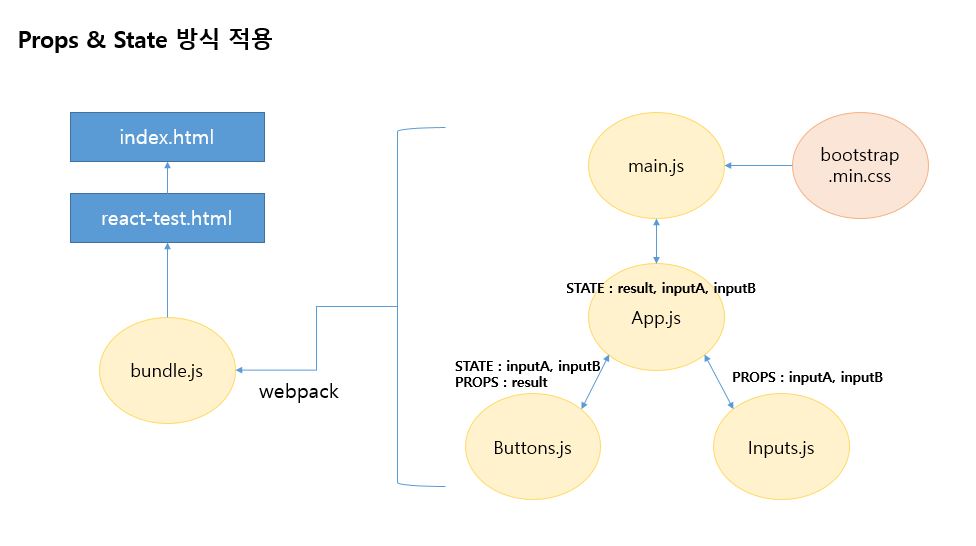 Props & State 방식 적용
index.html
react-test.html
bundle.js
webpack
main.js
bootstrap
.min.css
STATE : result, inputA, inputB
App.js
STATE : inputA, inputB
PROPS : result
PROPS : inputA, inputB
Buttons.js
Inputs.js